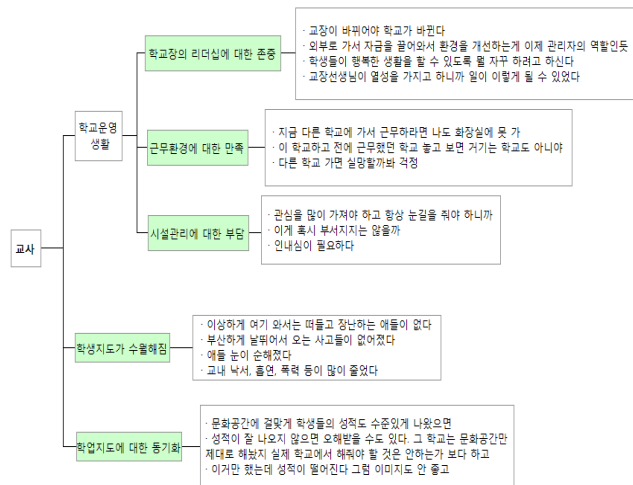 · 교장이 바뀌어야 학교가 바뀐다
· 외부로 가서 자금을 끌어와서 환경을 개선하는게 이제 관리자의 역할인듯
· 학생들이 행복한 생활을 할 수 있도록 뭘 자꾸 하려고 하신다
· 교장선생님이 열성을 가지고 하니까 일이 이렇게 될 수 있었다
학교장의 리더십에 대한 존중
학교운영
생활
· 지금 다른 학교에 가서 근무하라면 나도 화장실에 못 가
· 이 학교하고 전에 근무했던 학교 놓고 보면 거기는 학교도 아니야
· 다른 학교 가면 실망할까봐 걱정
근무환경에 대한 만족
· 관심을 많이 가져야 하고 항상 눈길을 줘야 하니까
· 이게 혹시 부서지지는 않을까
· 인내심이 필요하다
시설관리에 대한 부담
교사
· 이상하게 여기 와서는 떠들고 장난하는 애들이 없다
· 부산하게 날뛰어서 오는 사고들이 없어졌다
· 애들 눈이 순해졌다
· 교내 낙서, 흡연, 폭력 등이 많이 줄었다
학생지도가 수월해짐
· 문화공간에 걸맞게 학생들의 성적도 수준있게 나왔으면
· 성적이 잘 나오지 않으면 오해받을 수도 있다. 그 학교는 문화공간만
제대로 해놨지 실제 학교에서 해줘야 할 것은 안하는가 보다 하고
· 이거만 했는데 성적이 떨어진다 그럼 이미지도 안 좋고
학업지도에 대한 동기화